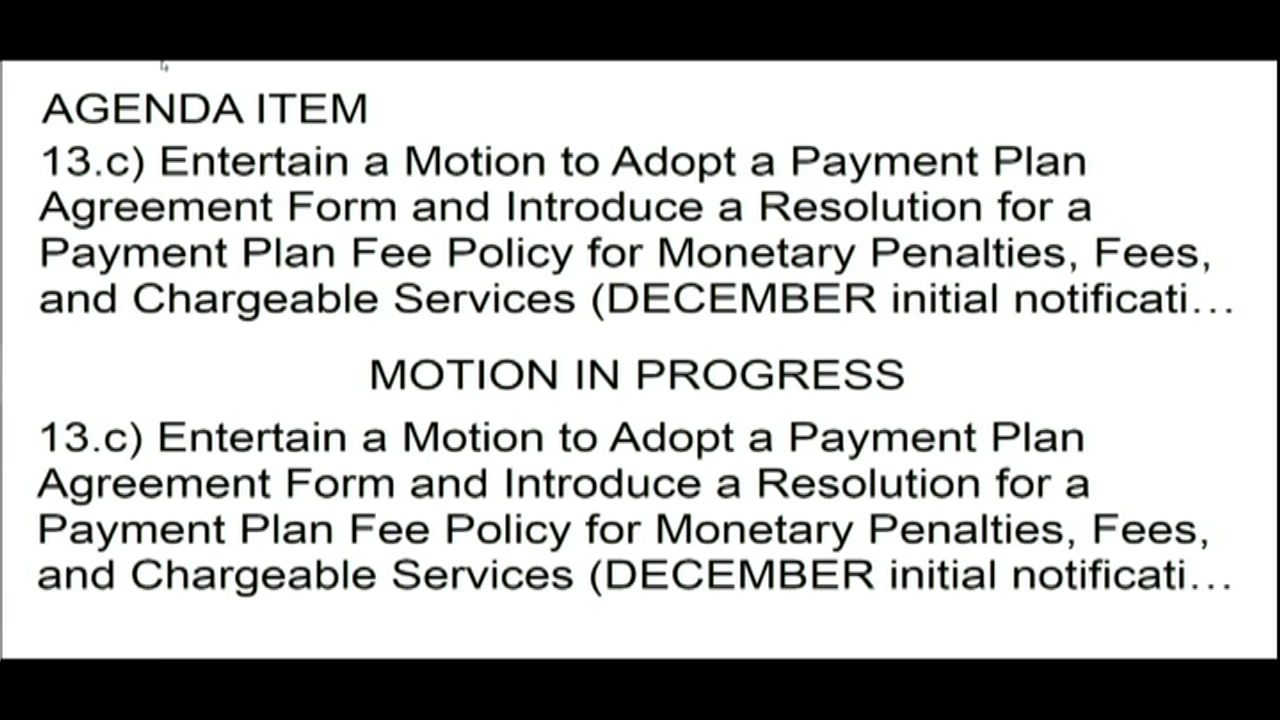 AGENDA ITEM
13.c) Entertain a Motion to Adopt a Payment Plan
Agreement Form and Introduce a Resolution for a
Payment Plan Fee Policy for Monetary Penalties, Fees,
and Chargeable Services (DECEMBER initial notificati...
MOTION IN PROGRESS
13.c) Entertain a Motion to Adopt a Payment Plan
Agreement Form and Introduce a Resolution for a
Payment Plan Fee Policy for Monetary Penalties, Fees,
and Chargeable Services (DECEMBER initial notificati...